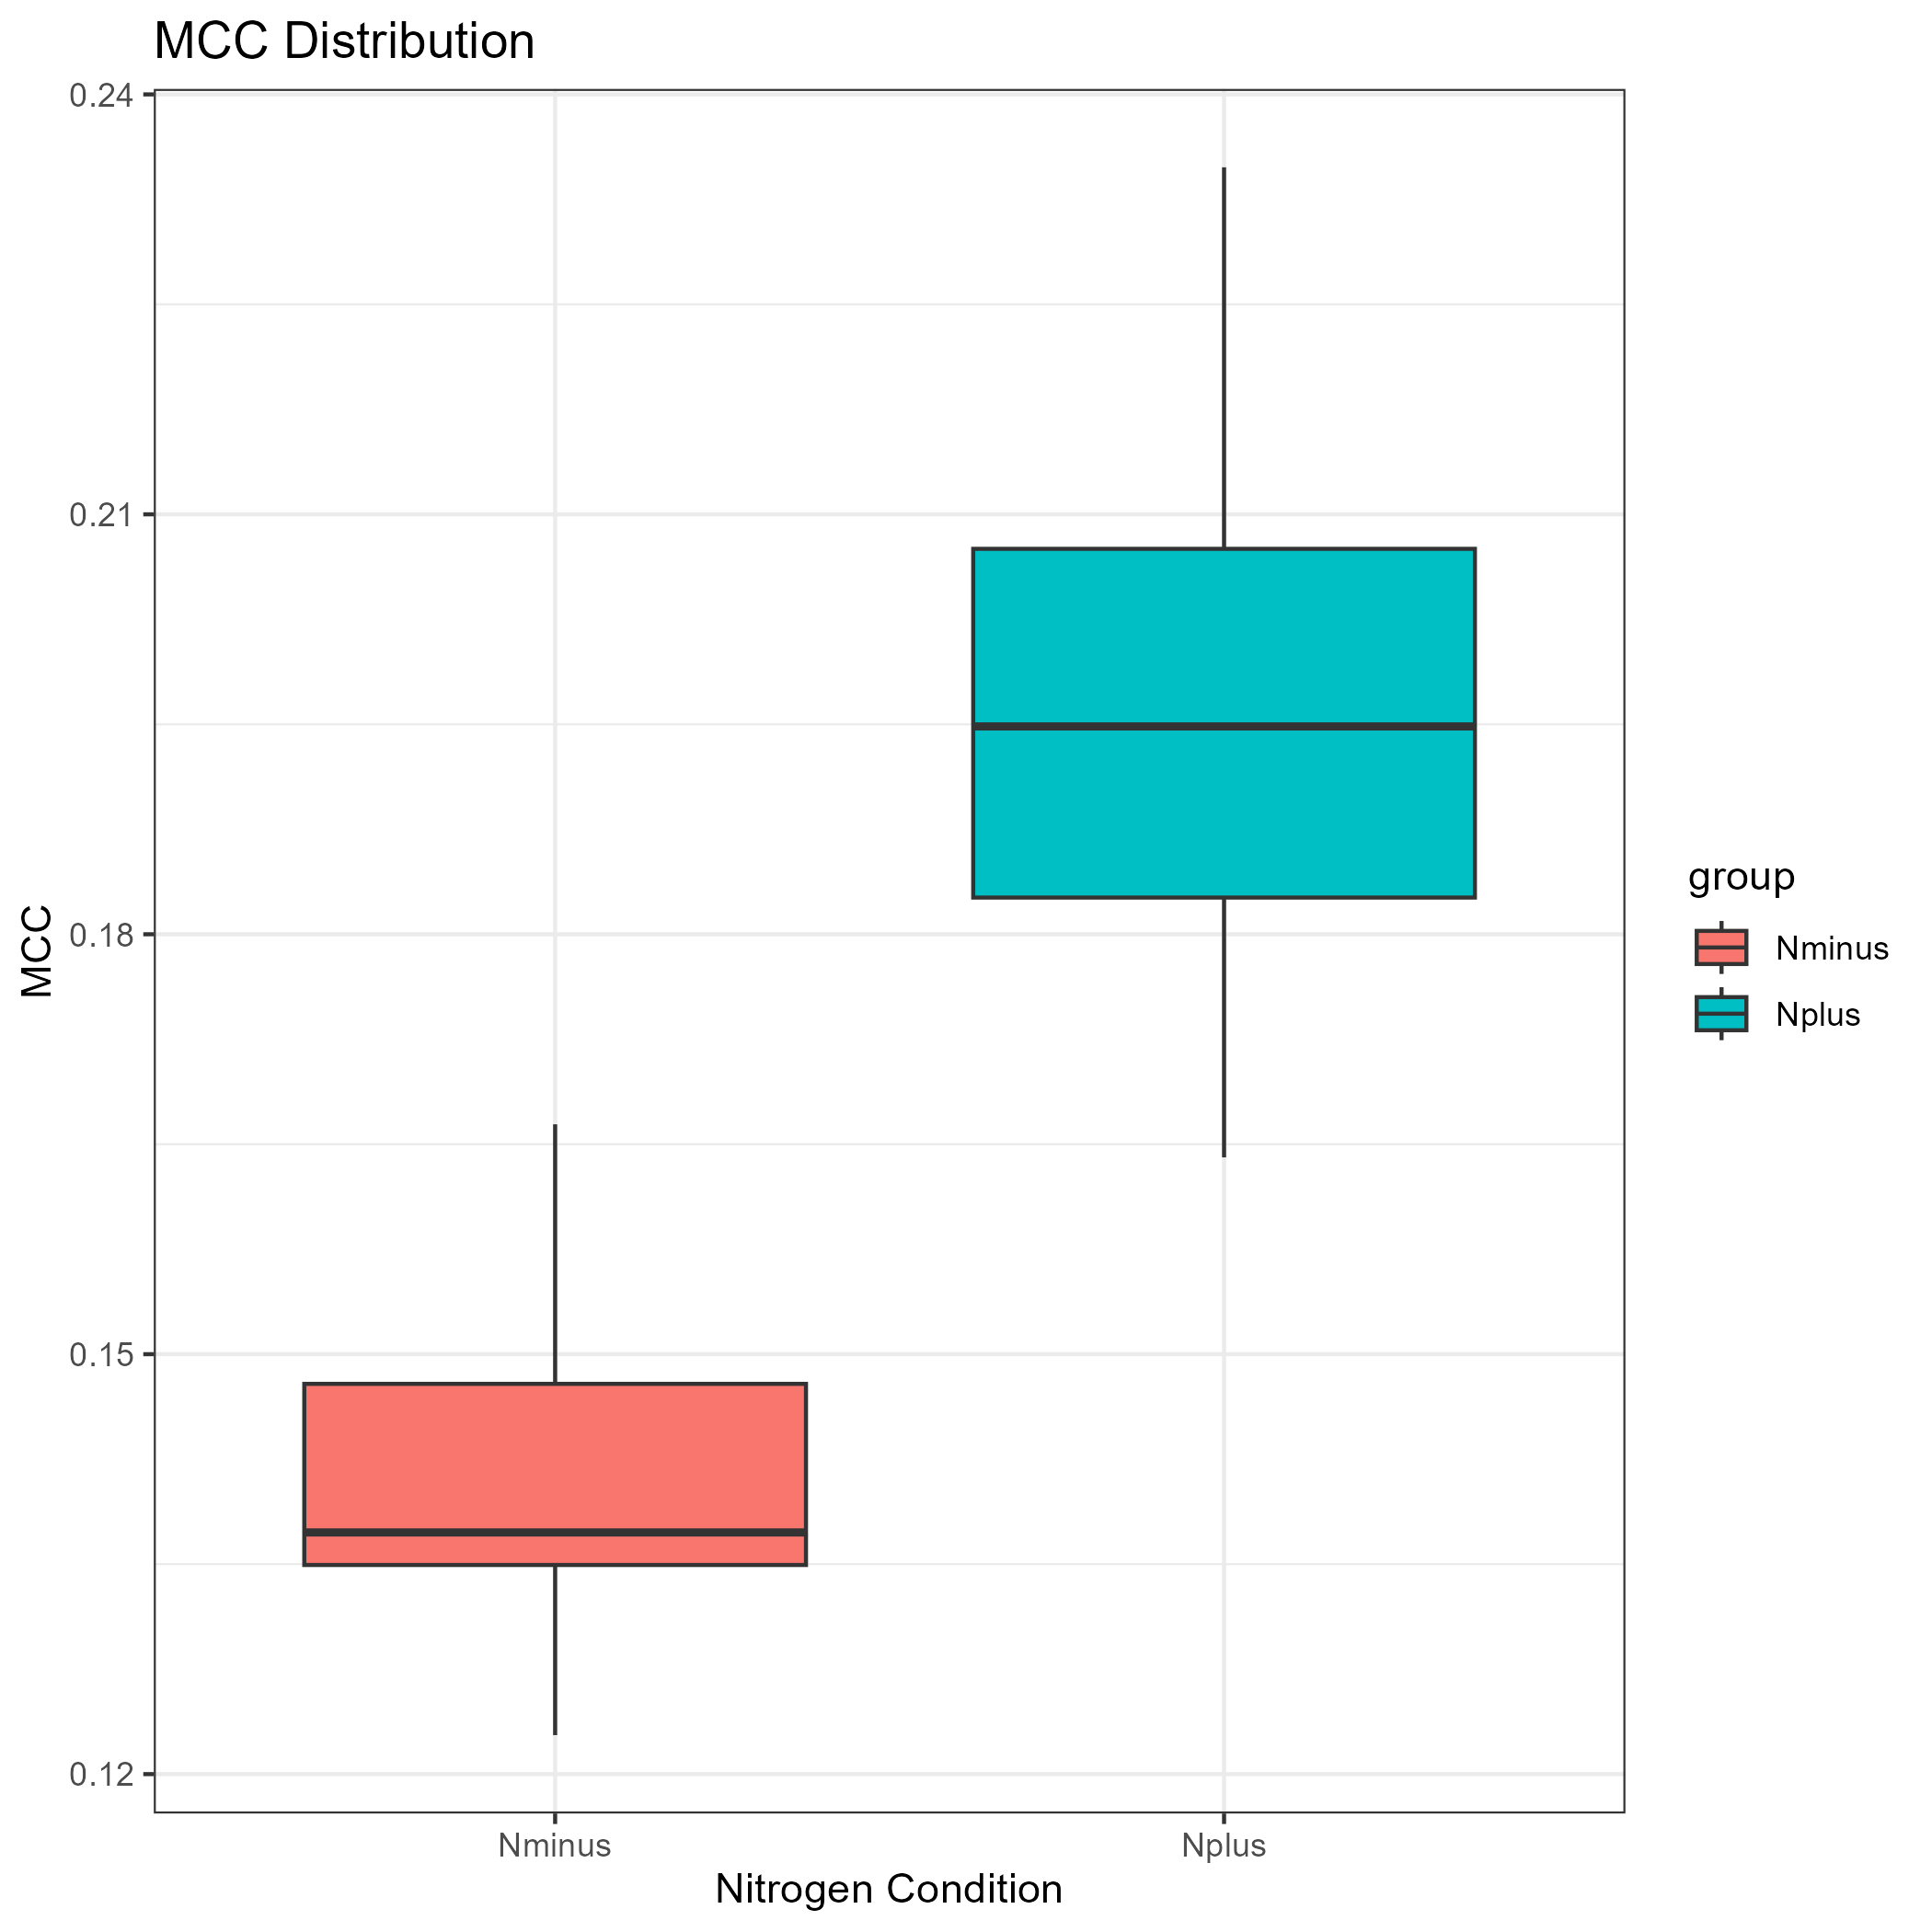 MCC Distribution
0.24
0.21
0.18
0.15
0.12
MCC
Nminus
Nplus
Nitrogen Condition
group
Nminus
Nplus